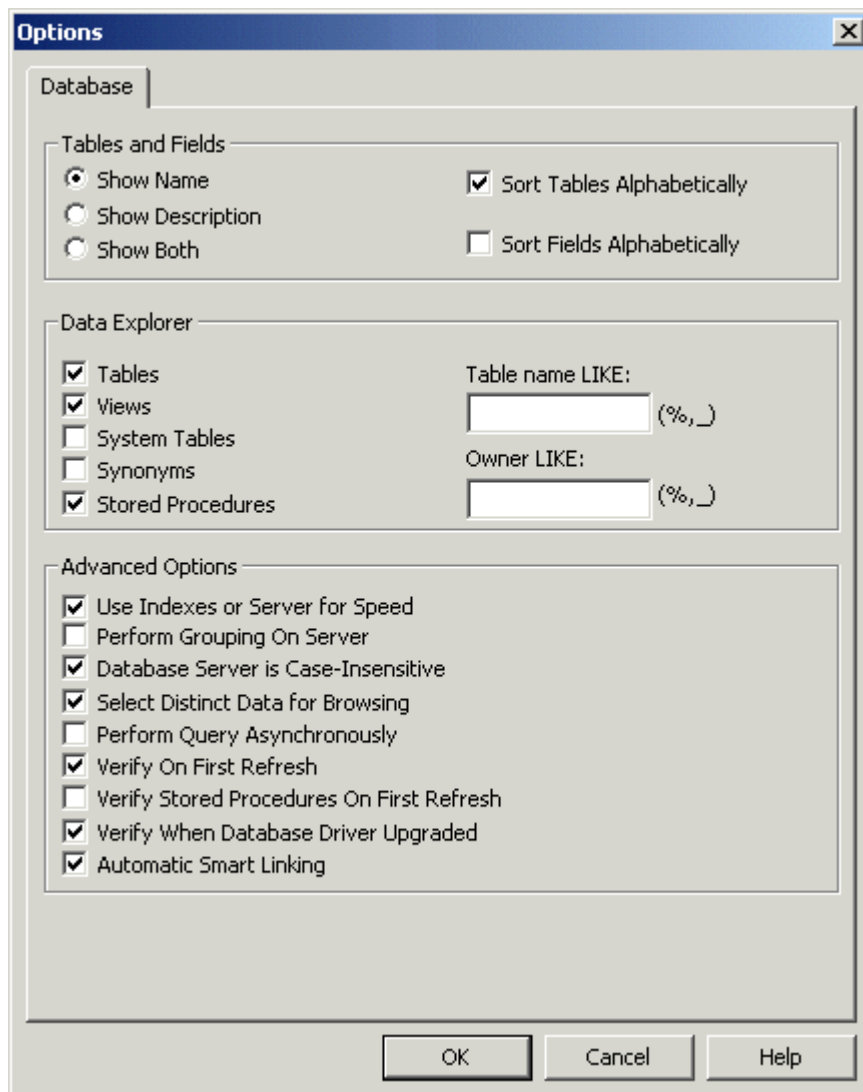 Options
Database
Tables and Fields
Show Name
Sort Tables Alphabetically
Show Description
Show Both
Sort Fields Alphabetically
Data Explorer
Tables
Views
System Tables
Synonyms
Stored Procedures
Table name LIKE:
(%,_)
Owner LIKE:
(%,_)
Advanced Options
Use Indexes or Server for Speed
Perform Grouping On Server
Database Server is Case-Insensitive
Select Distinct Data for Browsing
Perform Query Asynchronously
Verify On First Refresh
Verify Stored Procedures On First Refresh
Verify When Database Driver Upgraded
Automatic Smart Linking
OK Cancel Help